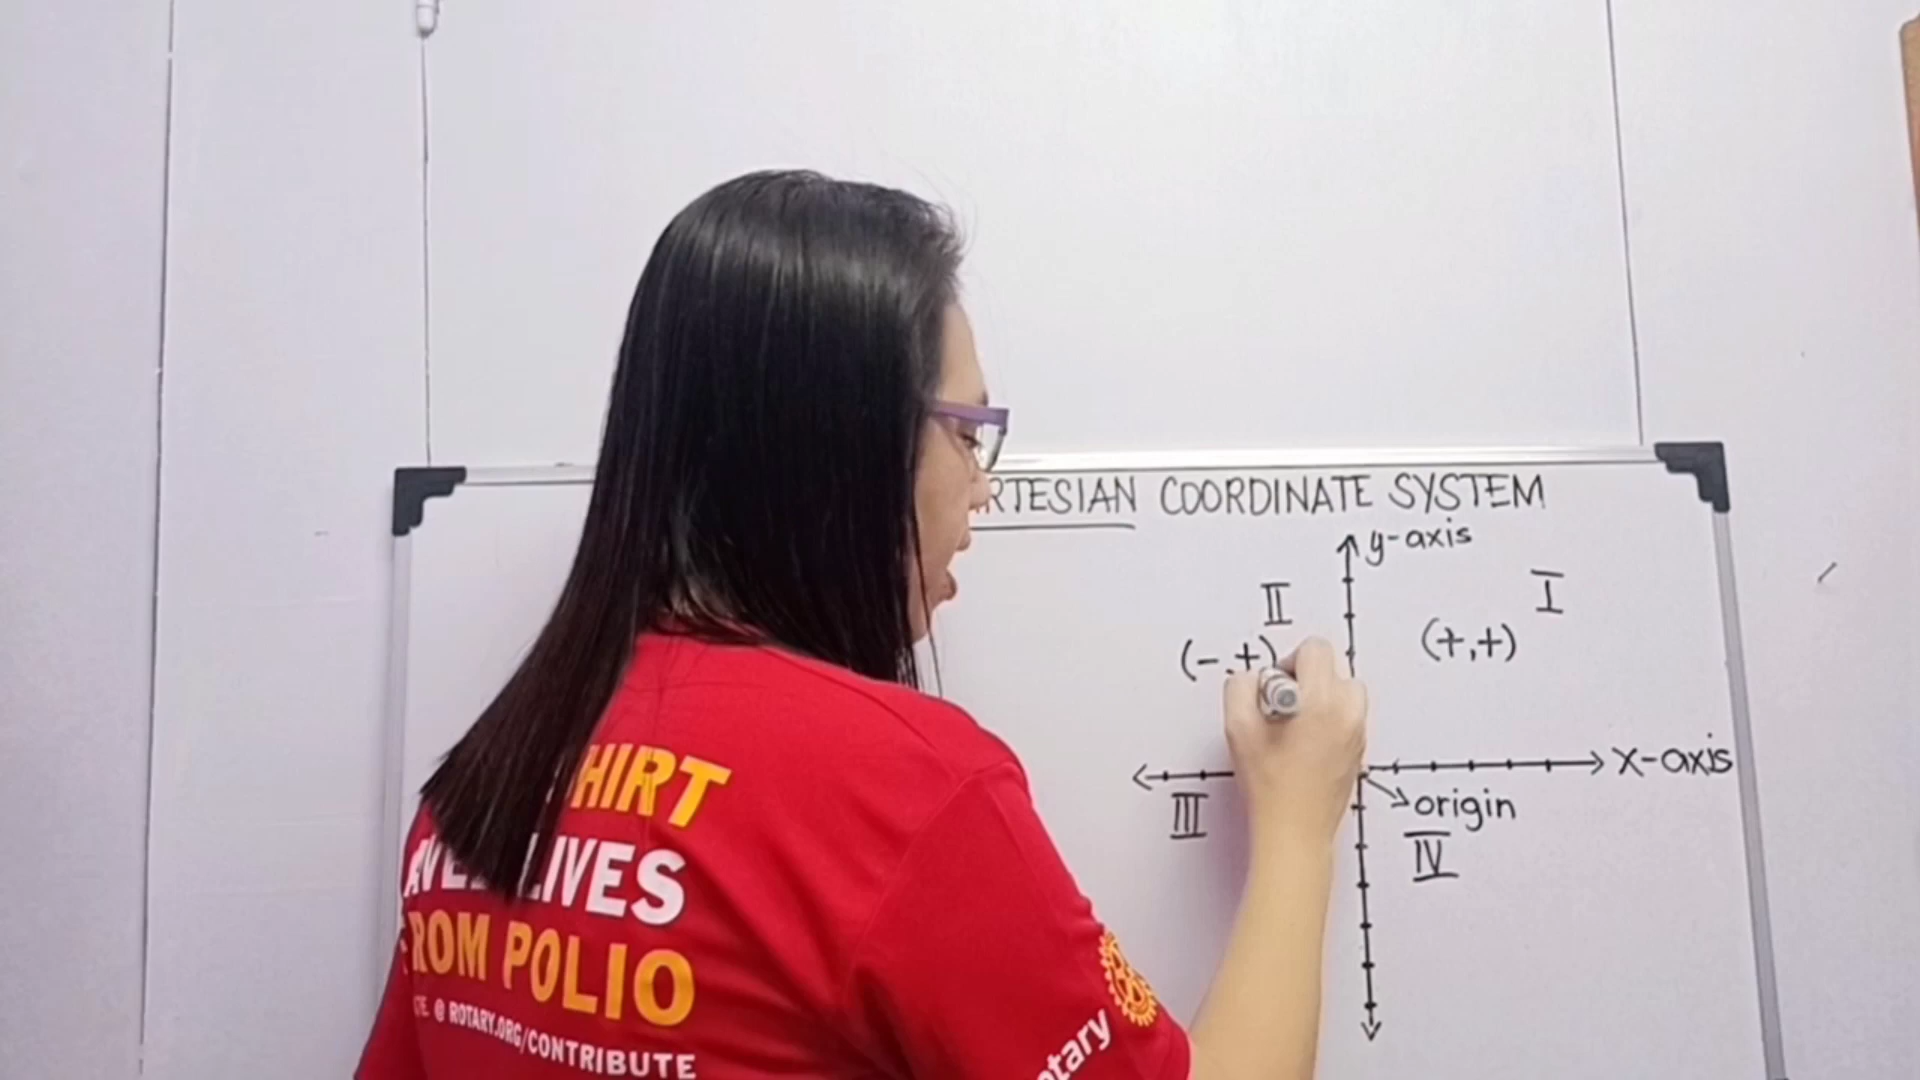 RTESIAN COORDINATE SYSTEM
y-axis
II
I
(-,+)
(+,+)
x-axis
III
origin
IV
HIRT
LIVES
ROM POLIO
@ ROTARY.ORG/CONTRIBUTE
otary